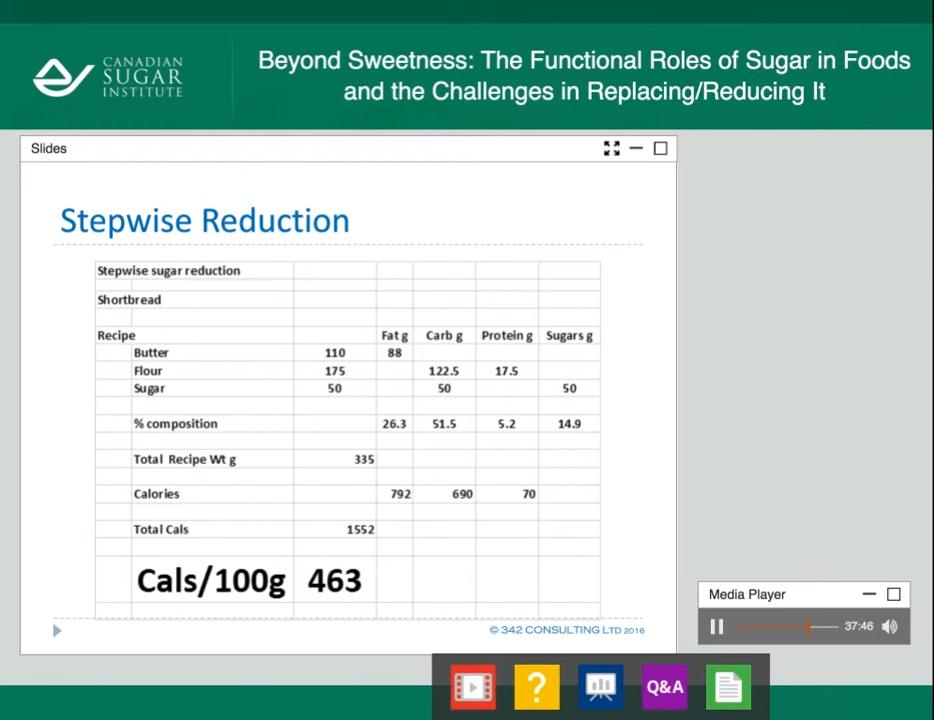 CANADIAN
SUGAR
INSTITUTE
Beyond Sweetness: The Functional Roles of Sugar in Foods
and the Challenges in Replacing/Reducing It
Slides
Stepwise Reduction
Stepwise sugar reduction
Shortbread
Recipe Fat g Carb g Protein g Sugars g
Butter 110 88
Flour 175 122.5 17.5
Sugar 50 50 50
% composition 26.3 51.5 5.2 14.9
Total Recipe Wt g 335
Calories 792 690 70
Total Cals 1552
Cals/100g 463
© 342 CONSULTING LTD 2016
Media Player
37:46
? Q&A